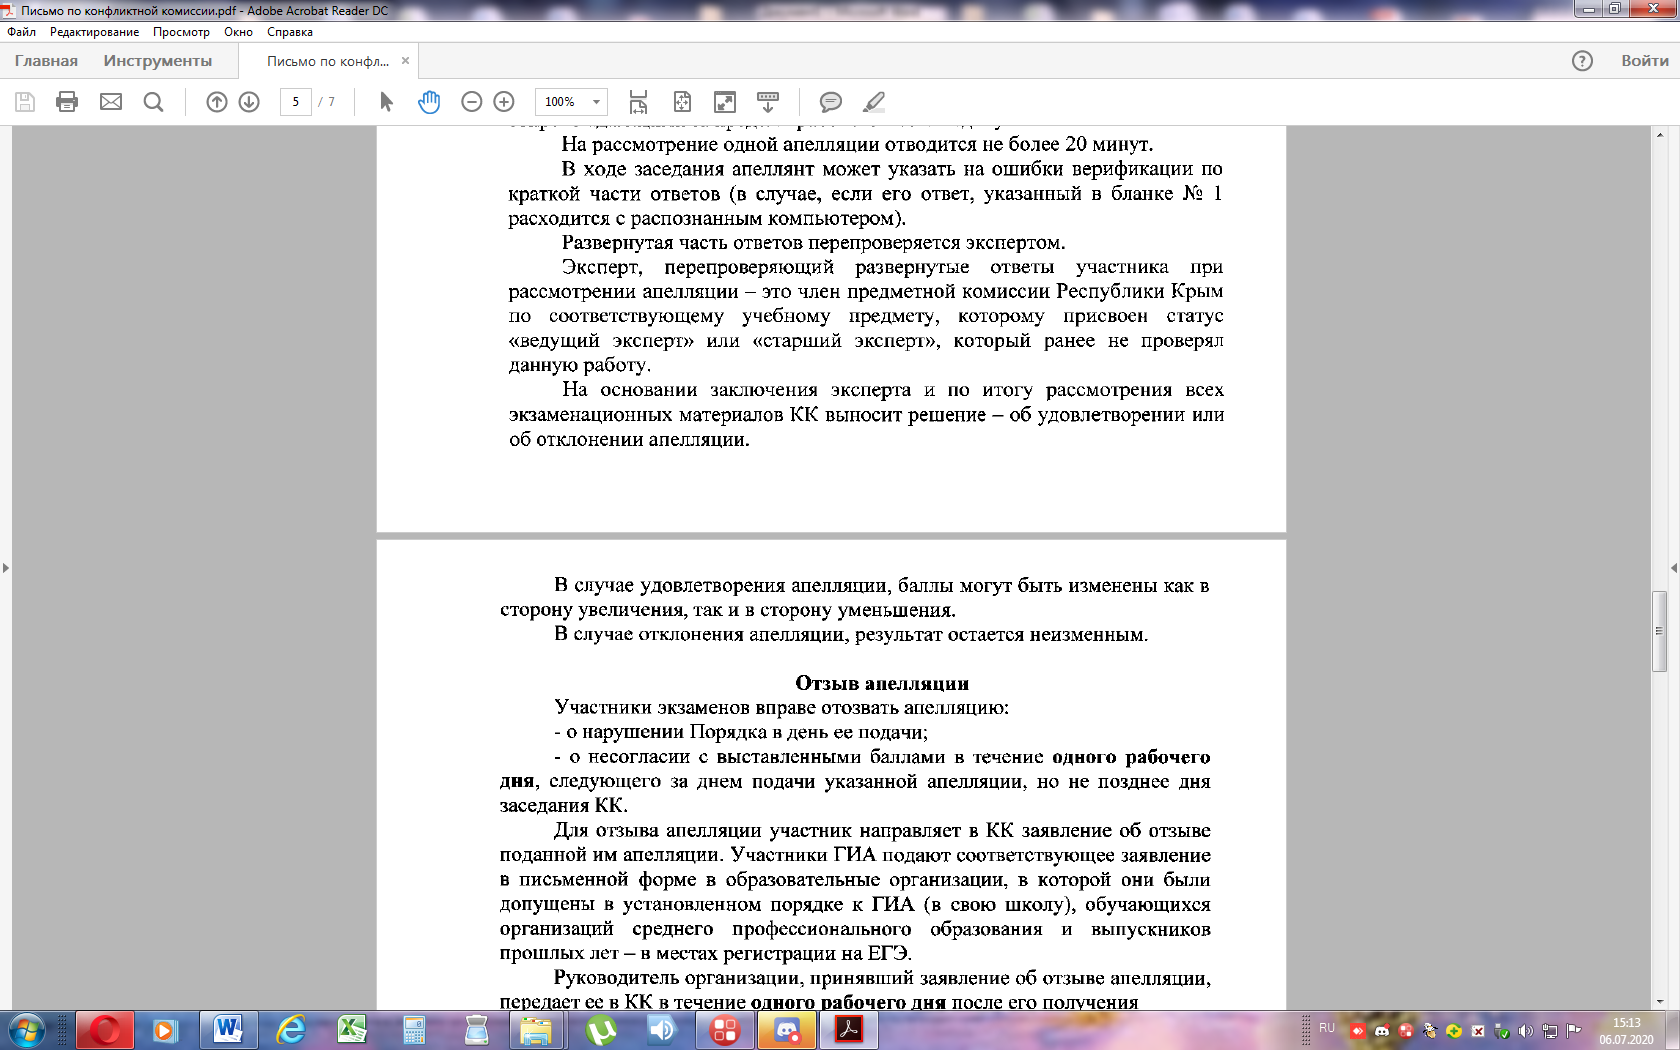 Письмо по конфликтной комиссии.pdf - Adobe Acrobat Reader DC
Файл Редактирование Просмотр Окно Справка
Главная Инструменты Письмо по конфл... × ? Войти
5 / 7 100%
На рассмотрение одной апелляции отводится не более 20 минут.
В ходе заседания апеллянт может указать на ошибки верификации по
краткой части ответов (в случае, если его ответ, указанный в бланке № 1
расходится с распознанным компьютером).
Развернутая часть ответов перепроверяется экспертом.
Эксперт, перепроверяющий развернутые ответы участника при
рассмотрении апелляции – это член предметной комиссии Республики Крым
по соответствующему учебному предмету, которому присвоен статус
«ведущий эксперт» или «старший эксперт», который ранее не проверял
данную работу.
На основании заключения эксперта и по итогу рассмотрения всех
экзаменационных материалов КК выносит решение – об удовлетворении или
об отклонении апелляции.
В случае удовлетворения апелляции, баллы могут быть изменены как в
сторону увеличения, так и в сторону уменьшения.
В случае отклонения апелляции, результат остается неизменным.
Отзыв апелляции
Участники экзаменов вправе отозвать апелляцию:
- о нарушении Порядка в день ее подачи;
- о несогласии с выставленными баллами в течение одного рабочего
дня, следующего за днем подачи указанной апелляции, но не позднее дня
заседания КК.
Для отзыва апелляции участник направляет в КК заявление об отзыве
поданной им апелляции. Участники ГИА подают соответствующее заявление
в письменной форме в образовательные организации, в которой они были
допущены в установленном порядке к ГИА (в свою школу), обучающихся
организаций среднего профессионального образования и выпускников
прошлых лет – в местах регистрации на ЕГЭ.
Руководитель организации, принявший заявление об отзыве апелляции,
передает ее в КК в течение одного рабочего дня после его получения
RU 15:13
06.07.2020